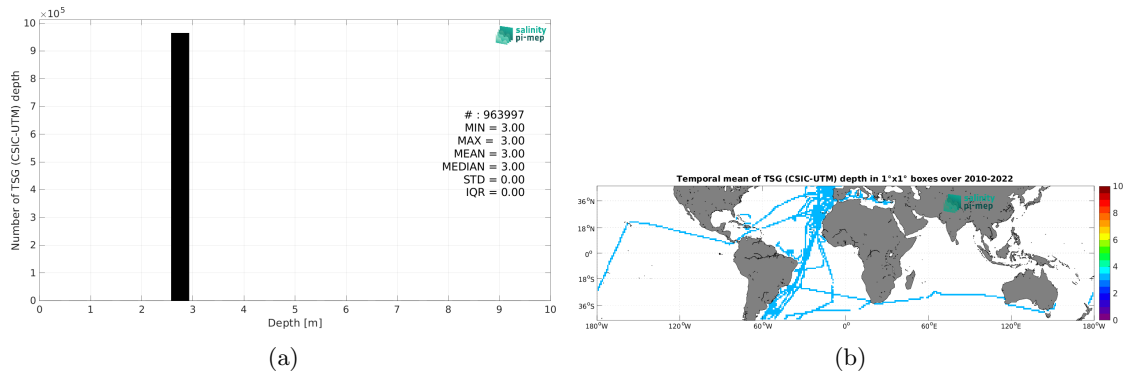 ×10⁵
10
9
8
7
6
5
4
3
2
1
0
Number of TSG (CSIC-UTM) depth
salinity
pi-mep
# : 963997
MIN = 3.00
MAX = 3.00
MEAN = 3.00
MEDIAN = 3.00
STD = 0.00
IQR = 0.00
0 1 2 3 4 5 6 7 8 9 10
Depth [m]
(a)
Temporal mean of TSG (CSIC-UTM) depth in 1°x1° boxes over 2010-2022
salinity
pi-mep
36°N
18°N
0°
18°S
36°S
180°W 120°W 60°W 0° 60°E 120°E 180°W
10
8
6
4
2
0
(b)